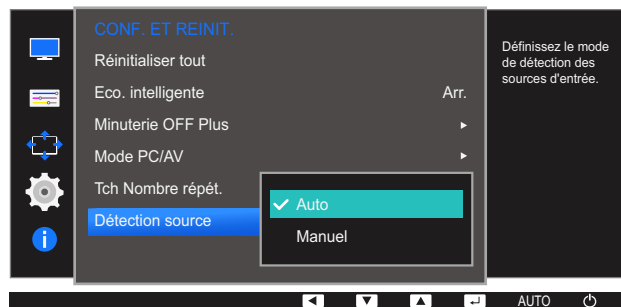 CONF. ET REINIT.
Réinitialiser tout
Eco. intelligente Arr.
Minuterie OFF Plus
Mode PC/AV
Tch Nombre répét.
Détection source
Auto
Manuel
Définissez le mode
de détection des
sources d'entrée.
AUTO